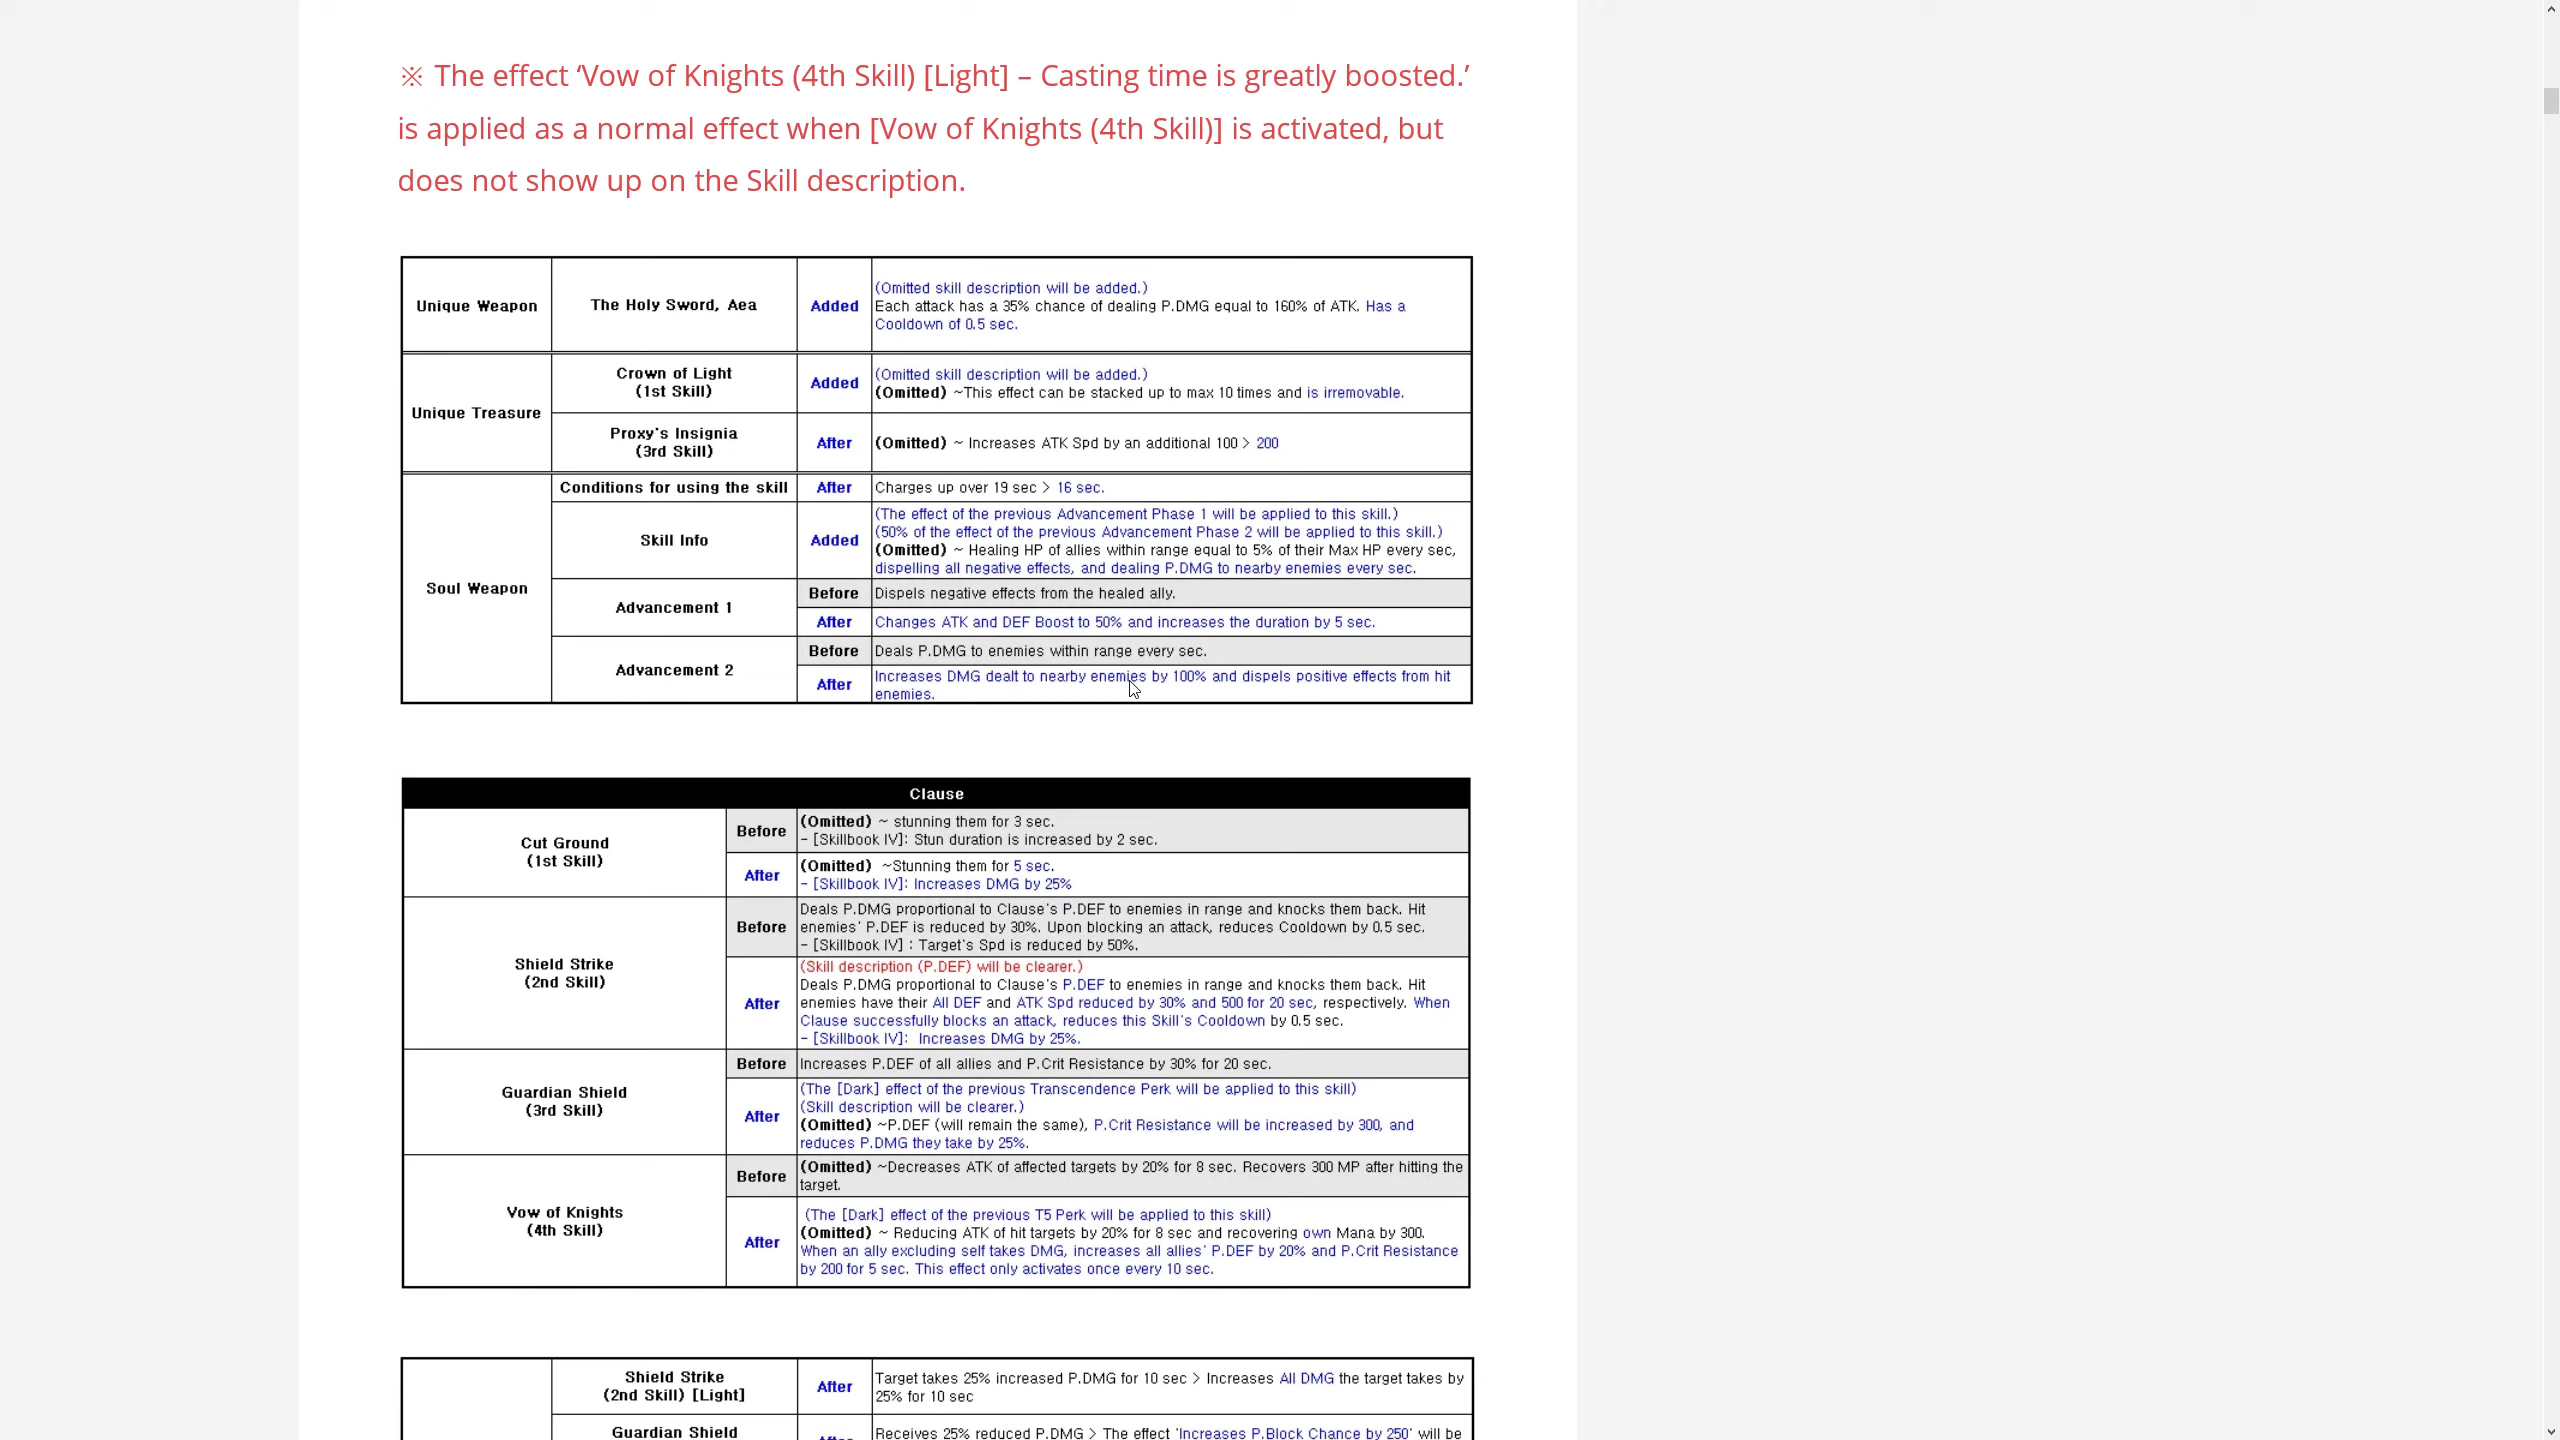 ※ The effect ‘Vow of Knights (4th Skill) [Light] – Casting time is greatly boosted.’
is applied as a normal effect when [Vow of Knights (4th Skill)] is activated, but
does not show up on the Skill description.
Unique Weapon
The Holy Sword, Aea
Added
(Omitted skill description will be added.)
Each attack has a 35% chance of dealing P.DMG equal to 160% of ATK. Has a
Cooldown of 0.5 sec.
Unique Treasure
Crown of Light
(1st Skill)
Added
(Omitted skill description will be added.)
(Omitted) ~This effect can be stacked up to max 10 times and is irremovable.
Proxy's Insignia
(3rd Skill)
After
(Omitted) ~ Increases ATK Spd by an additional 100 > 200
Soul Weapon
Conditions for using the skill
After
Charges up over 19 sec > 16 sec.
Skill Info
Added
(The effect of the previous Advancement Phase 1 will be applied to this skill.)
(50% of the effect of the previous Advancement Phase 2 will be applied to this skill.)
(Omitted) ~ Healing HP of allies within range equal to 5% of their Max HP every sec,
dispelling all negative effects, and dealing P.DMG to nearby enemies every sec.
Advancement 1
Before
Dispels negative effects from the healed ally.
After
Changes ATK and DEF Boost to 50% and increases the duration by 5 sec.
Advancement 2
Before
Deals P.DMG to enemies within range every sec.
After
Increases DMG dealt to nearby enemies by 100% and dispels positive effects from hit
enemies.
Clause
Cut Ground
(1st Skill)
Before
(Omitted) ~ stunning them for 3 sec.
- [Skillbook IV]: Stun duration is increased by 2 sec.
After
(Omitted) ~Stunning them for 5 sec.
- [Skillbook IV]: Increases DMG by 25%
Shield Strike
(2nd Skill)
Before
Deals P.DMG proportional to Clause's P.DEF to enemies in range and knocks them back. Hit
enemies' P.DEF is reduced by 30%. Upon blocking an attack, reduces Cooldown by 0.5 sec.
- [Skillbook IV] : Target's Spd is reduced by 50%.
After
(Skill description (P.DEF) will be clearer.)
Deals P.DMG proportional to Clause's P.DEF to enemies in range and knocks them back. Hit
enemies have their All DEF and ATK Spd reduced by 30% and 500 for 20 sec, respectively. When
Clause successfully blocks an attack, reduces this Skill's Cooldown by 0.5 sec.
- [Skillbook IV]: Increases DMG by 25%.
Guardian Shield
(3rd Skill)
Before
Increases P.DEF of all allies and P.Crit Resistance by 30% for 20 sec.
After
(The [Dark] effect of the previous Transcendence Perk will be applied to this skill)
(Skill description will be clearer.)
(Omitted) ~P.DEF (will remain the same), P.Crit Resistance will be increased by 300, and
reduces P.DMG they take by 25%.
Vow of Knights
(4th Skill)
Before
(Omitted) ~Decreases ATK of affected targets by 20% for 8 sec. Recovers 300 MP after hitting the
target.
After
(The [Dark] effect of the previous T5 Perk will be applied to this skill)
(Omitted) ~ Reducing ATK of hit targets by 20% for 8 sec and recovering own Mana by 300.
When an ally excluding self takes DMG, increases all allies' P.DEF by 20% and P.Crit Resistance
by 200 for 5 sec. This effect only activates once every 10 sec.
Shield Strike
(2nd Skill) [Light]
After
Target takes 25% increased P.DMG for 10 sec > Increases All DMG the target takes by
25% for 10 sec
Guardian Shield
After
Receives 25% reduced P.DMG > The effect 'Increases P.Block Chance by 250' will be